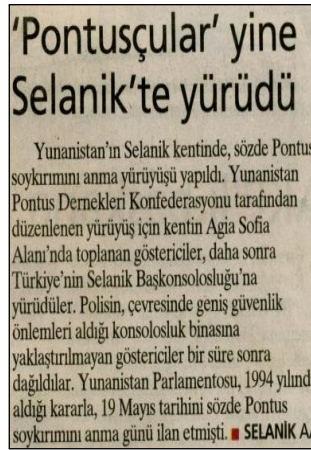 'Pontusçular' yine
Selanik'te yürüdü
Yunanistan'ın Selanik kentinde, sözde Pontus
soykırımını anma yürüyüşü yapıldı. Yunanistan
Pontus Dernekleri Konfederasyonu tarafından
düzenlenen yürüyüş için kentin Agia Sofia
Alanı'nda toplanan göstericiler, daha sonra
Türkiye'nin Selanik Başkonsolosluğu'na
yürüdüler. Polisin, çevresinde geniş güvenlik
önlemleri aldığı konsolosluk binasına
yaklaştırılmayan göstericiler bir süre sonra
dağıldılar. Yunanistan Parlamentosu, 1994 yılınd
aldığı kararla, 19 Mayıs tarihini sözde Pontus
soykırımını anma günü ilan etmişti. ■ SELANİK AA